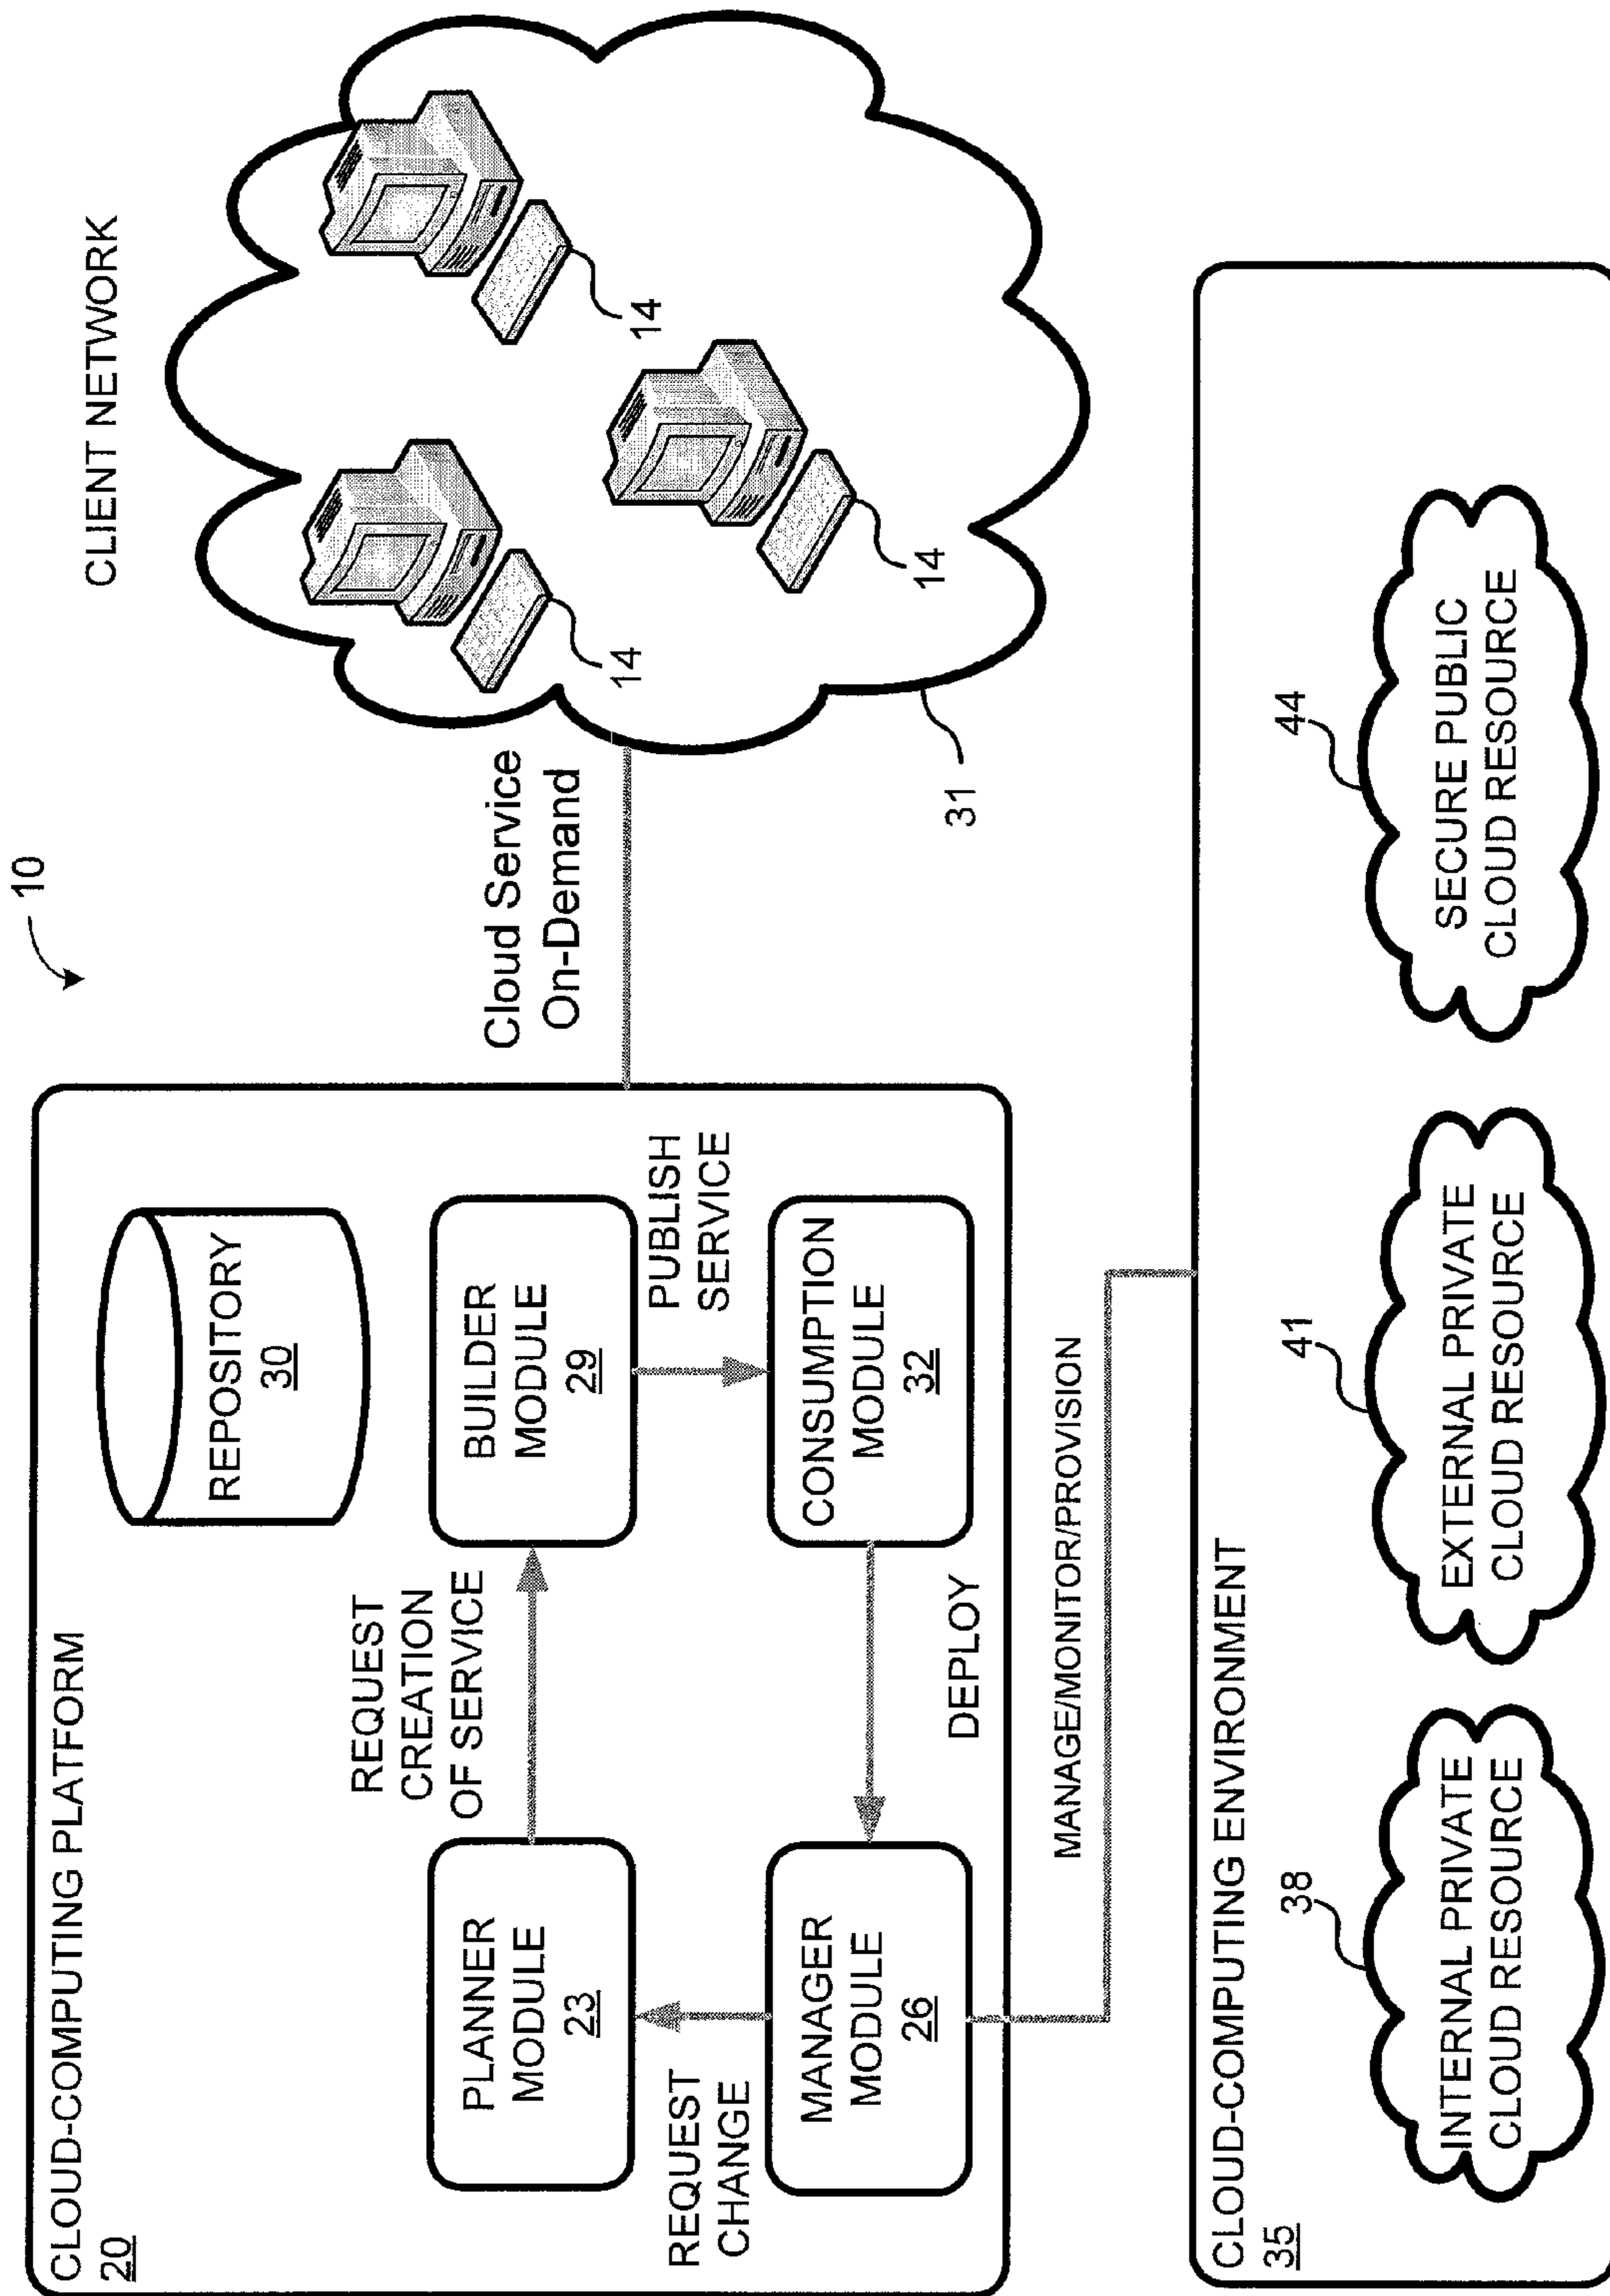 10
CLOUD-COMPUTING PLATFORM
20
REPOSITORY
30
PLANNER
MODULE
23
REQUEST
CREATION
OF SERVICE
BUILDER
MODULE
29
REQUEST
CHANGE
PUBLISH
SERVICE
MANAGER
MODULE
26
DEPLOY
CONSUMPTION
MODULE
32
Cloud Service
On-Demand
CLIENT NETWORK
14
14
14
31
MANAGE/MONITOR/PROVISION
CLOUD-COMPUTING ENVIRONMENT
35
38
INTERNAL PRIVATE
CLOUD RESOURCE
41
EXTERNAL PRIVATE
CLOUD RESOURCE
44
SECURE PUBLIC
CLOUD RESOURCE